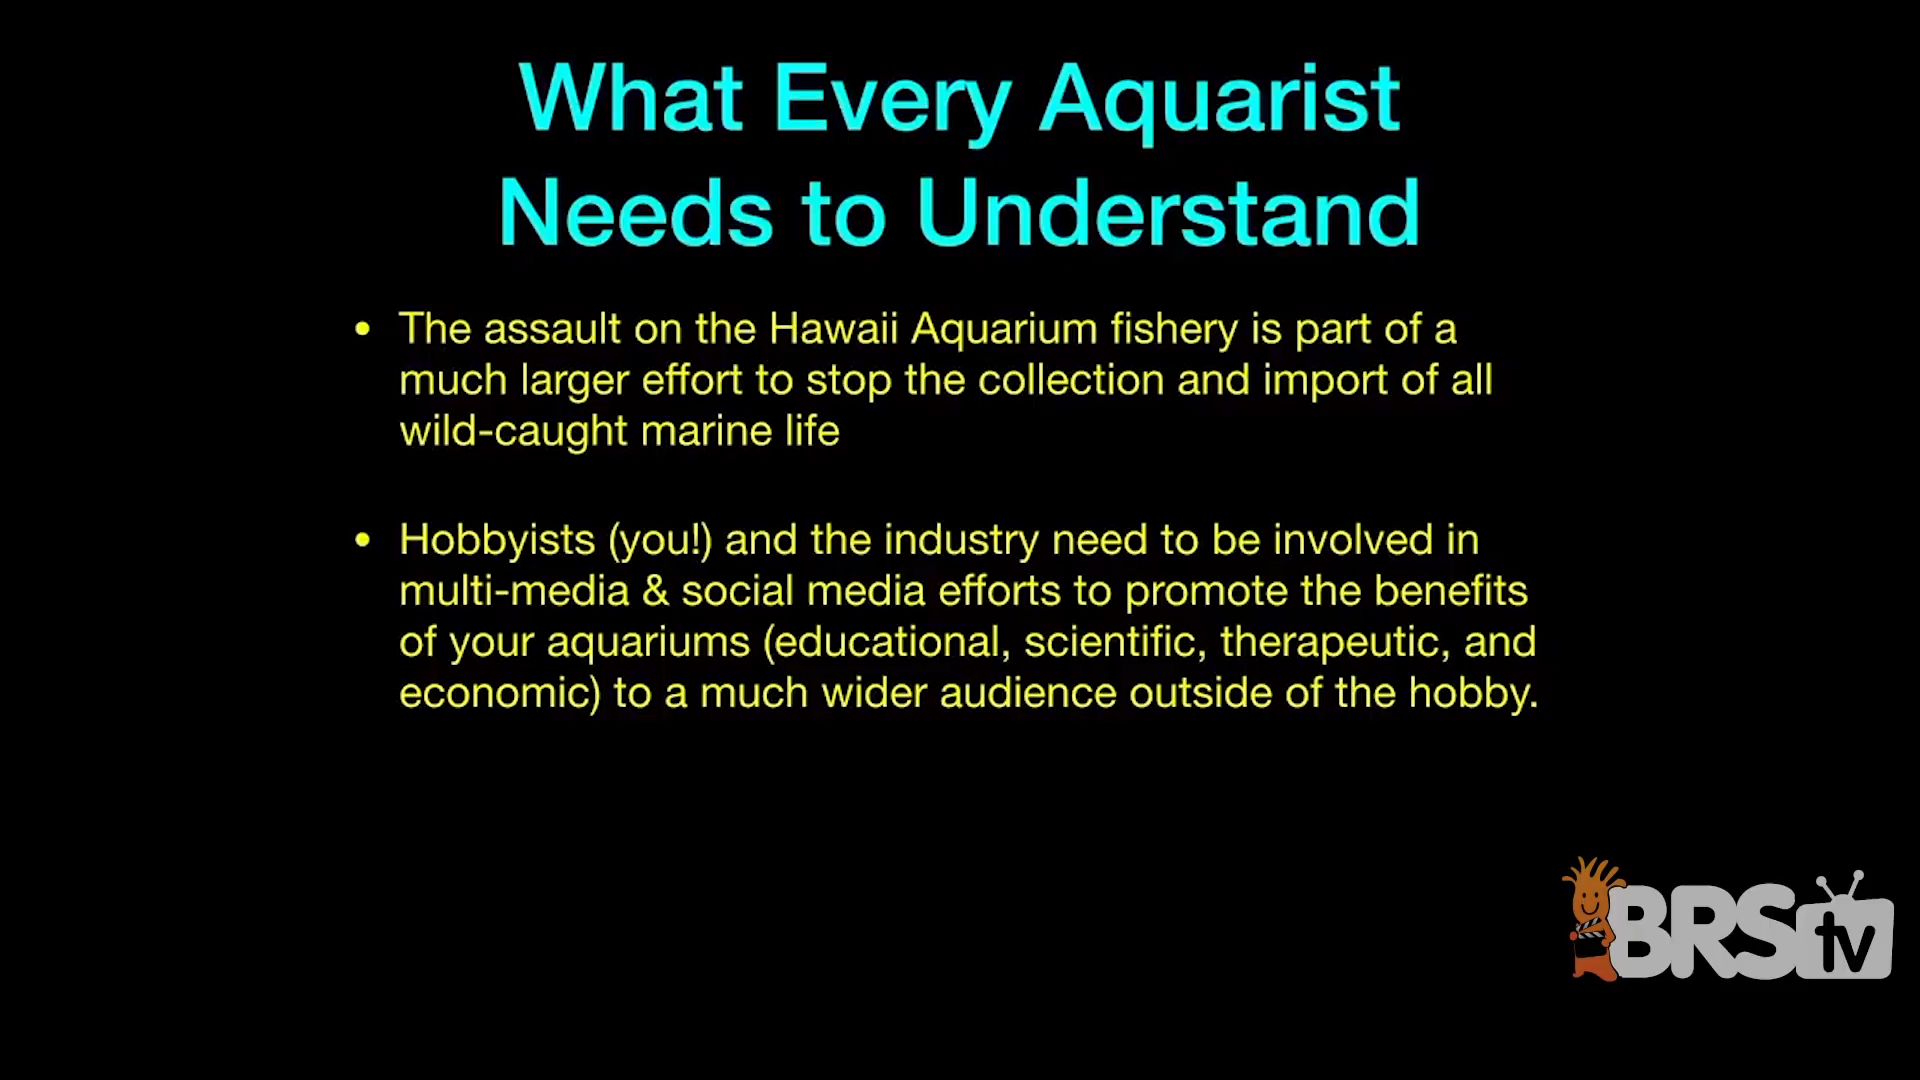 What Every Aquarist
Needs to Understand
• The assault on the Hawaii Aquarium fishery is part of a
much larger effort to stop the collection and import of all
wild-caught marine life
• Hobbyists (you!) and the industry need to be involved in
multi-media & social media efforts to promote the benefits
of your aquariums (educational, scientific, therapeutic, and
economic) to a much wider audience outside of the hobby.
BRStv